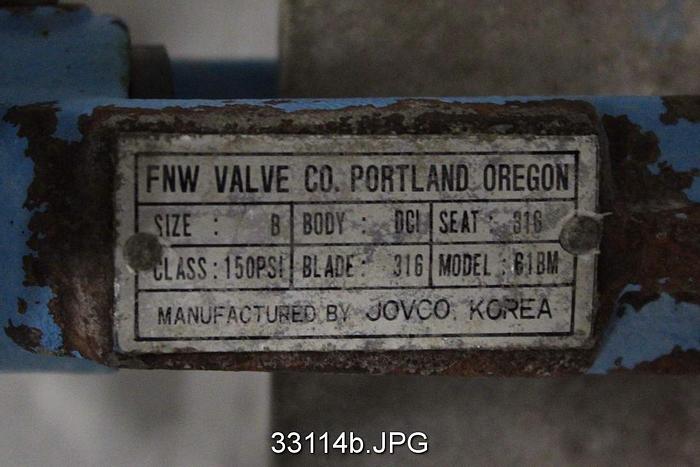 FNW VALVE CO. PORTLAND OREGON
SIZE : 8 BODY : DCI SEAT : 316
CLASS : 150PSI BLADE : 316 MODEL : 61BM
MANUFACTURED BY JOVCO, KOREA
33114b.JPG